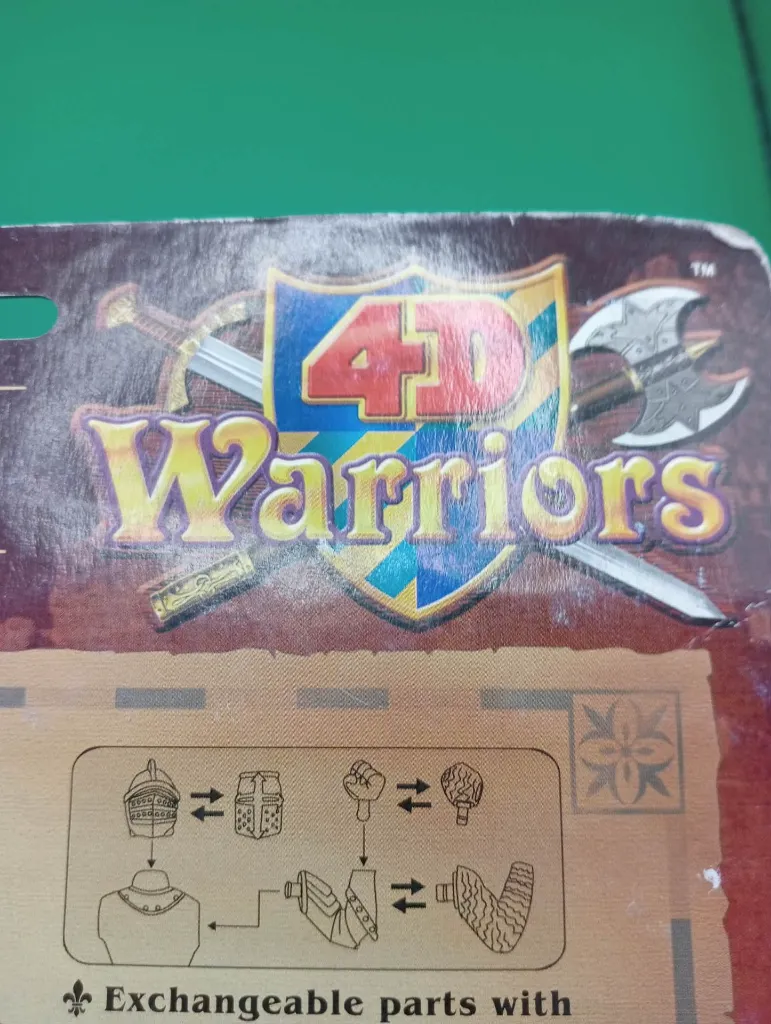 TM
4D
Warriors
Exchangeable parts with